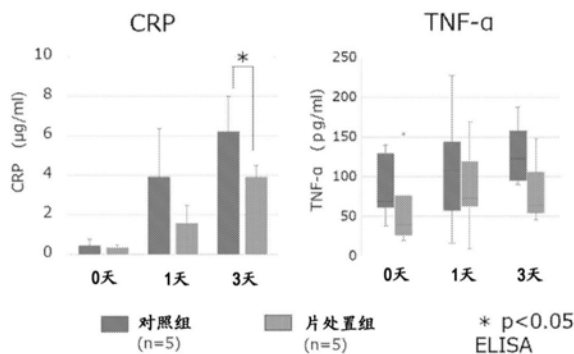 CRP
CRP (μg/ml)
10
8
6
4
2
0
*
0天
1天
3天
TNF-α
TNF-α (pg/ml)
250
200
150
100
50
0
0天
1天
3天
对照组
(n=5)
片处置组
(n=5)
* p<0.05
ELISA